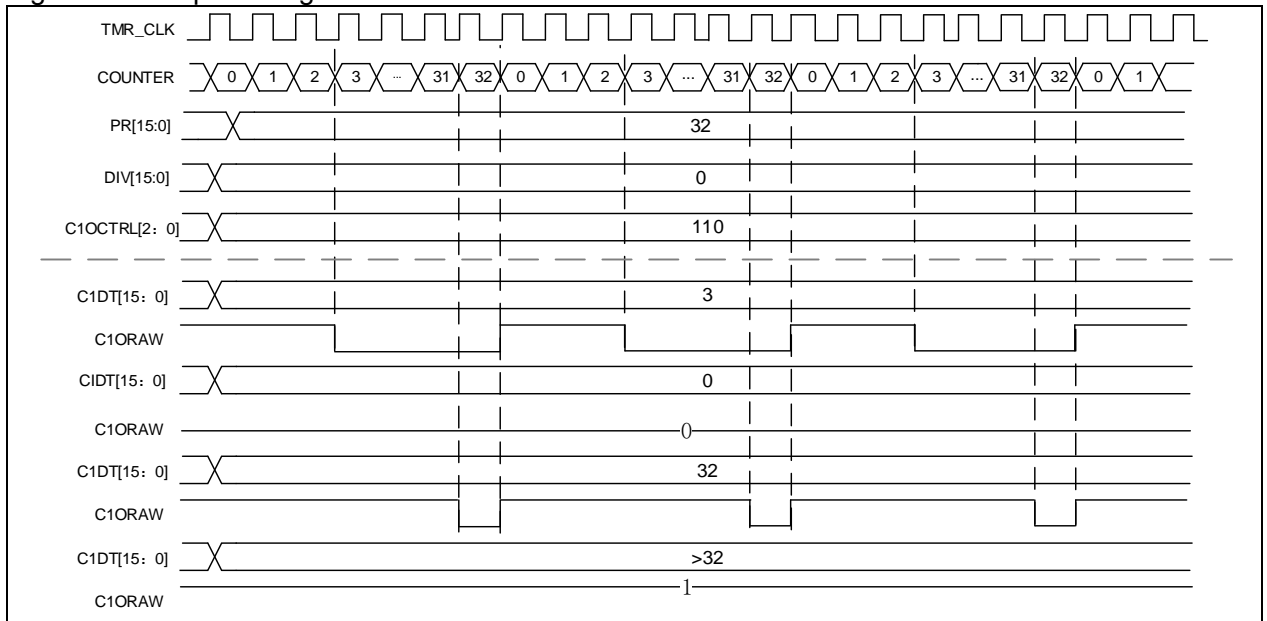 TMR_CLK
COUNTER 0 1 2 3 ... 31 32 0 1 2 3 ... 31 32 0 1 2 3 ... 31 32 0 1
PR[15:0] 32
DIV[15:0] 0
C1OCTRL[2：0] 110
C1DT[15：0] 3
C1ORAW
CIDT[15：0] 0
C1ORAW 0
C1DT[15：0] 32
C1ORAW
C1DT[15：0] >32
C1ORAW 1